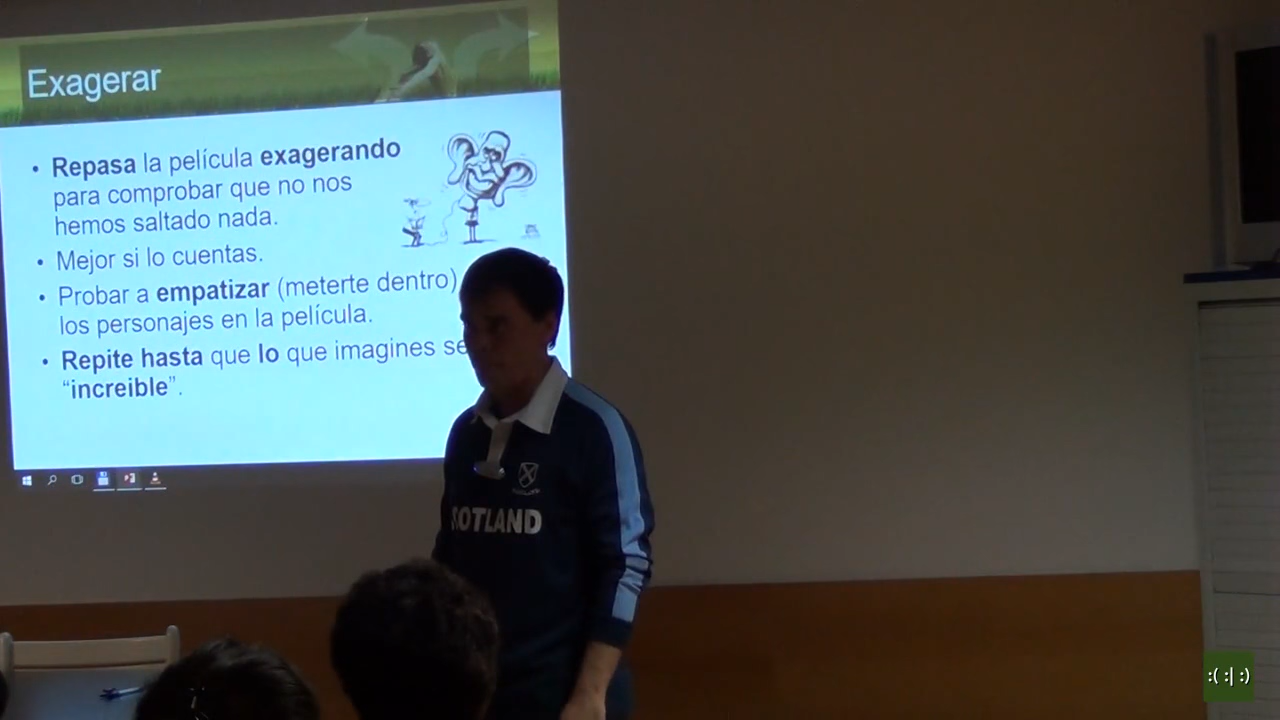 Exagerar
• Repasa la película exagerando
para comprobar que no nos
hemos saltado nada.
• Mejor si lo cuentas.
• Probar a empatizar (meterte dentro)
los personajes en la película.
• Repite hasta que lo que imagines se
“increible”.
SCOTLAND
:( :| :)